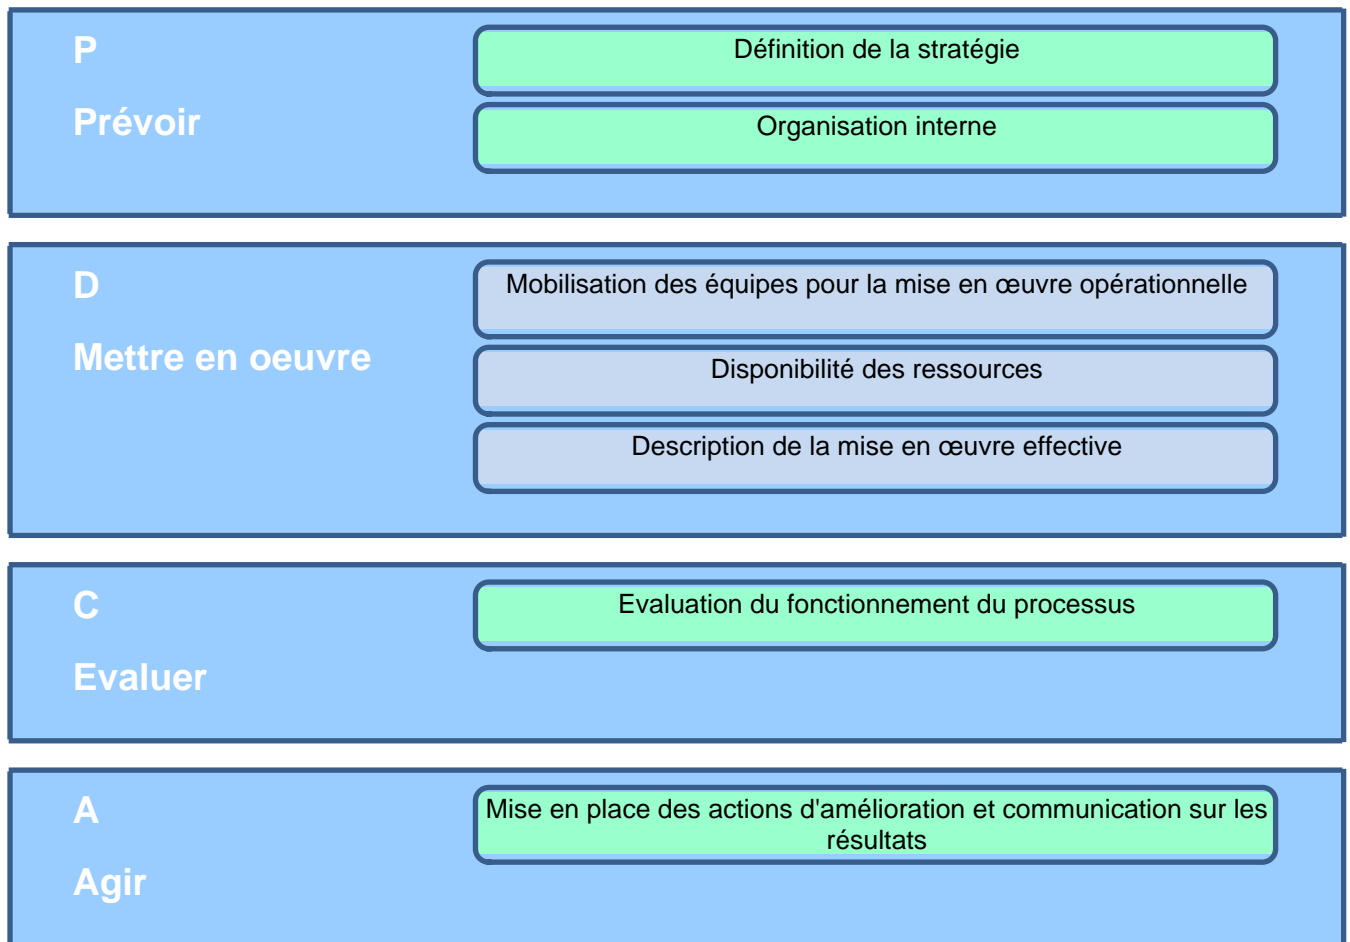 P
Prévoir
Définition de la stratégie
Organisation interne
D
Mettre en oeuvre
Mobilisation des équipes pour la mise en œuvre opérationnelle
Disponibilité des ressources
Description de la mise en œuvre effective
C
Evaluer
Evaluation du fonctionnement du processus
A
Agir
Mise en place des actions d'amélioration et communication sur les
résultats